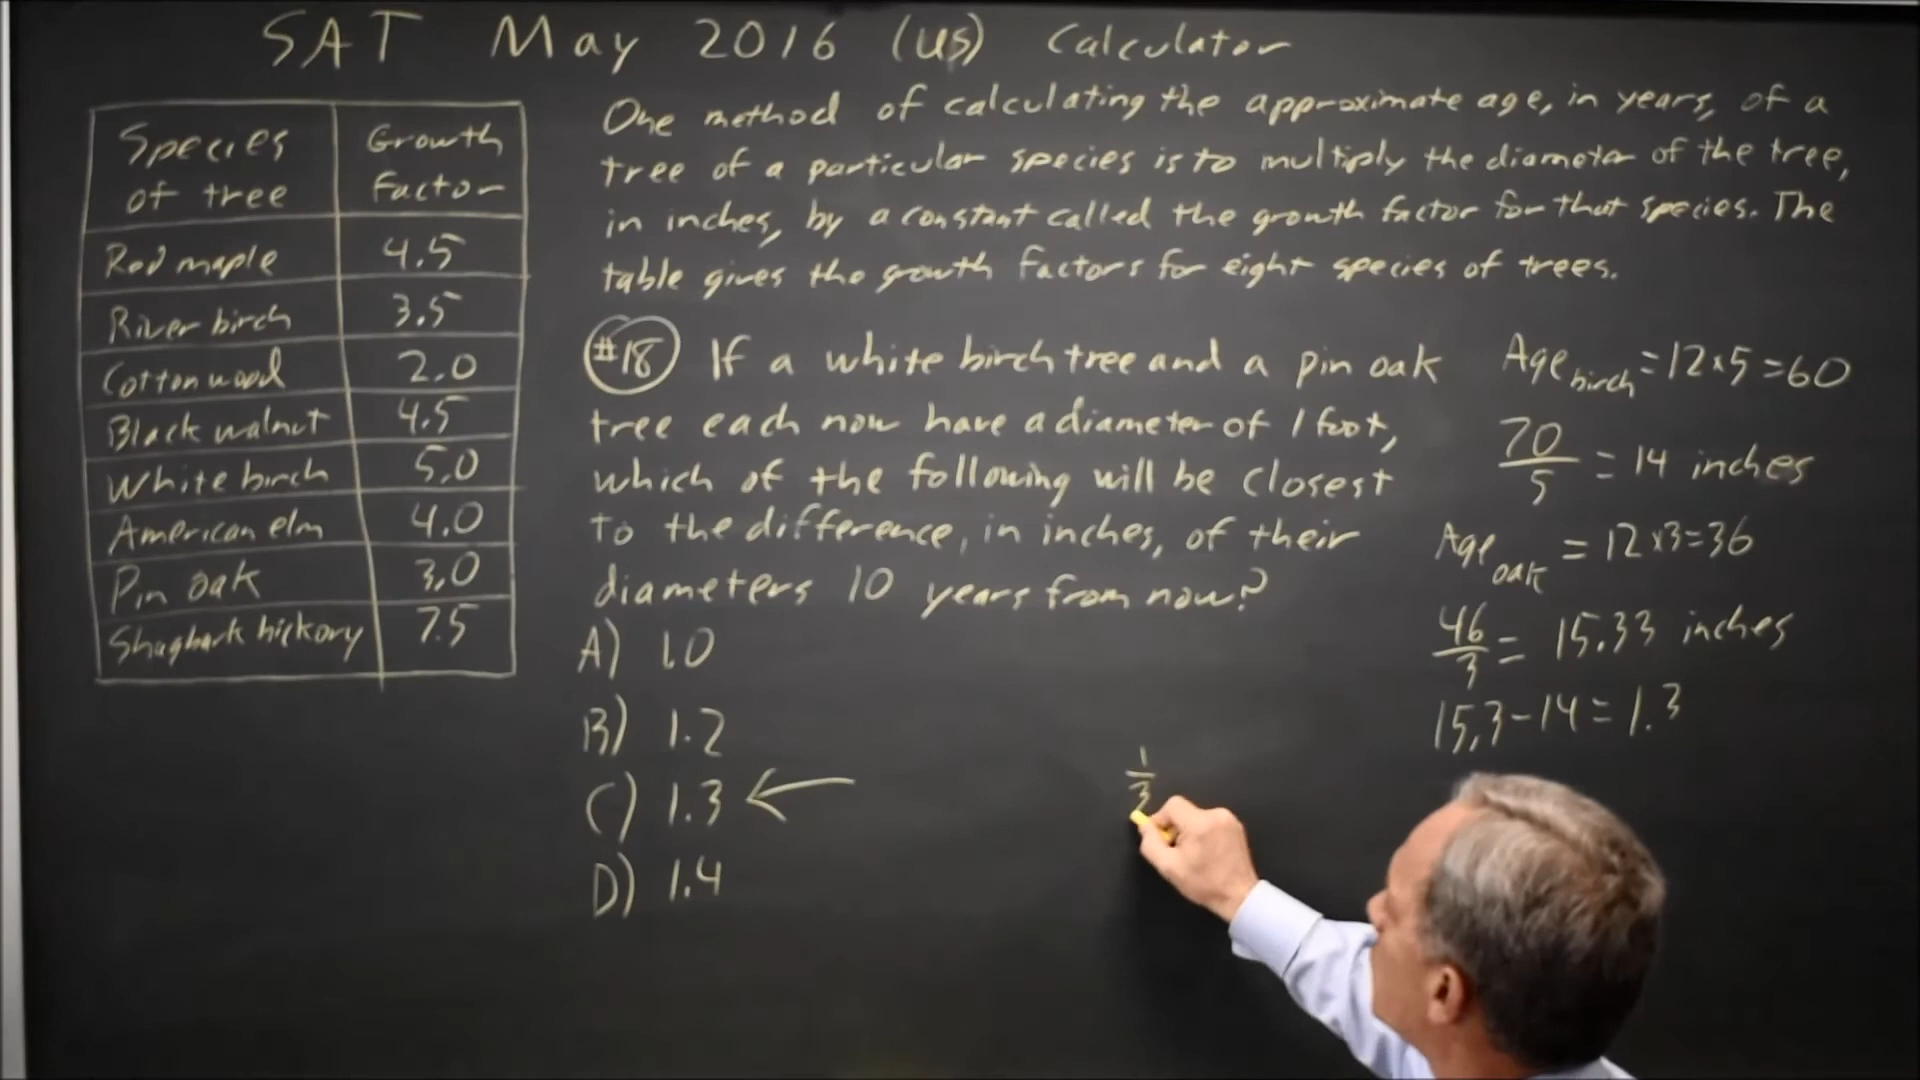 SAT May 2016 (US) Calculator
Species of tree
Growth Factor
Red maple 4.5
River birch 3.5
Cottonwood 2.0
Black walnut 4.5
White birch 5.0
American elm 4.0
Pin oak 3.0
Shagbark hickory 7.5
One method of calculating the approximate age, in years, of a
tree of a particular species is to multiply the diameter of the tree,
in inches, by a constant called the growth factor for that species. The
table gives the growth factors for eight species of trees.
#18 If a white birch tree and a pin oak
tree each now have a diameter of 1 foot,
which of the following will be closest
to the difference, in inches, of their
diameters 10 years from now?
A) 1.0
B) 1.2
C) 1.3 ←
D) 1.4
Age birch = 12×5 = 60
70/5 = 14 inches
Age oak = 12×3 = 36
46/3 = 15.33 inches
15.3 - 14 = 1.3
1/3